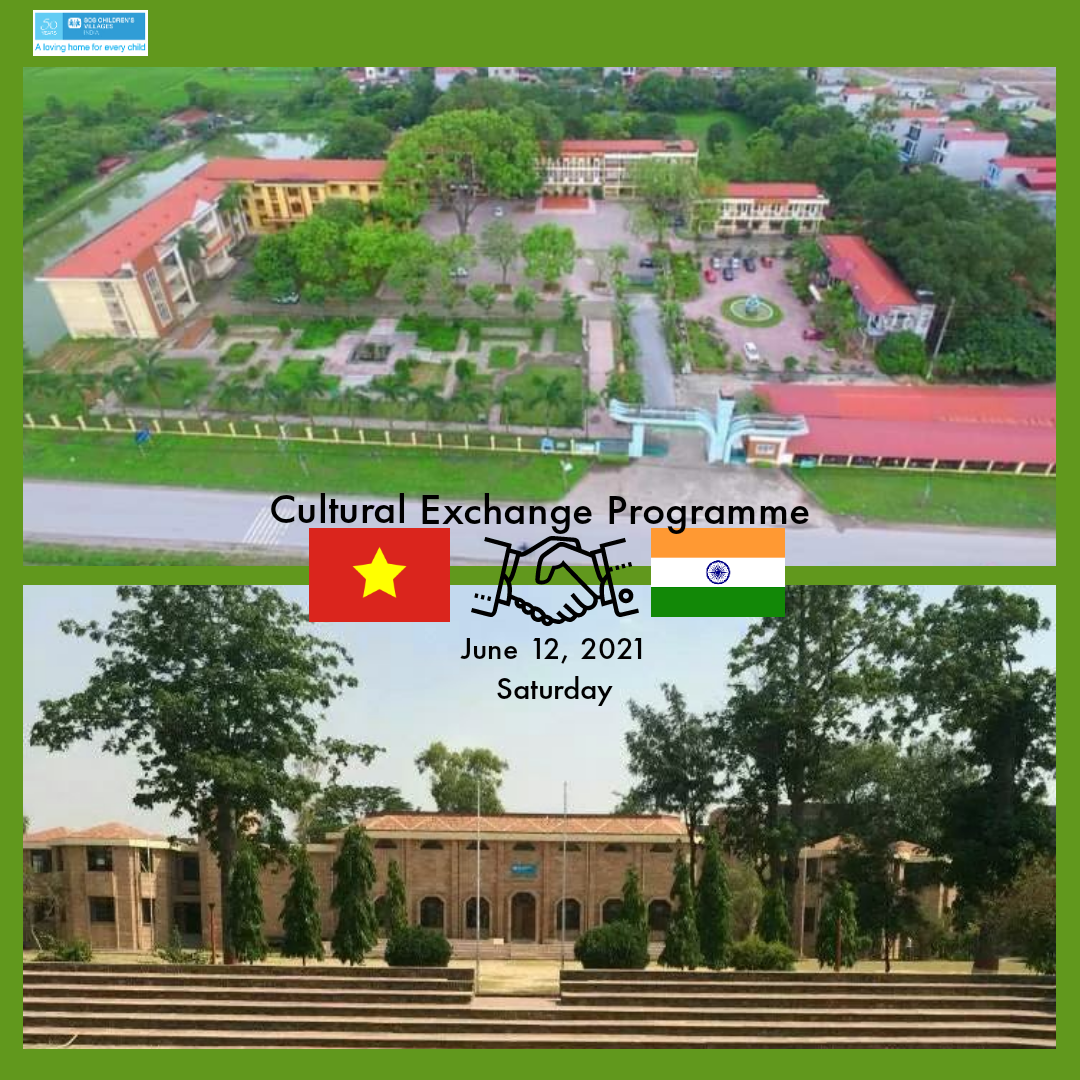 50
YEARS
SOS CHILDREN'S
VILLAGES
INDIA
A loving home for every child
Cultural Exchange Programme
June 12, 2021
Saturday